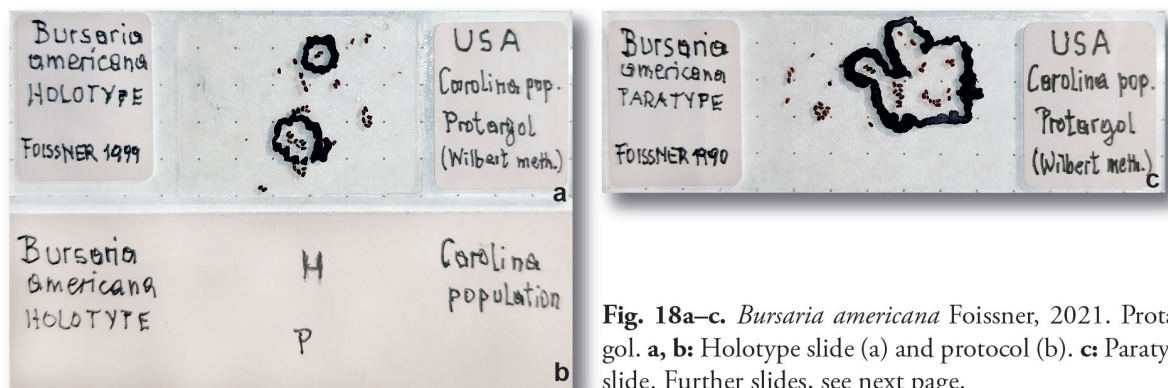 Bursaria
americana
HOLOTYPE
FOISSNER 1999
USA
Carolina pop.
Protargol
(Wilbert meth.)
a
Bursaria
americana
HOLOTYPE
H
P
Carolina
population
b
Bursaria
americana
PARATYPE
FOISSNER 1990
USA
Carolina pop.
Protargol
(Wilbert meth.)
c
Fig. 18a–c. Bursaria americana Foissner, 2021. Prota
gol. a, b: Holotype slide (a) and protocol (b). c: Paraty
slide. Further slides, see next page.